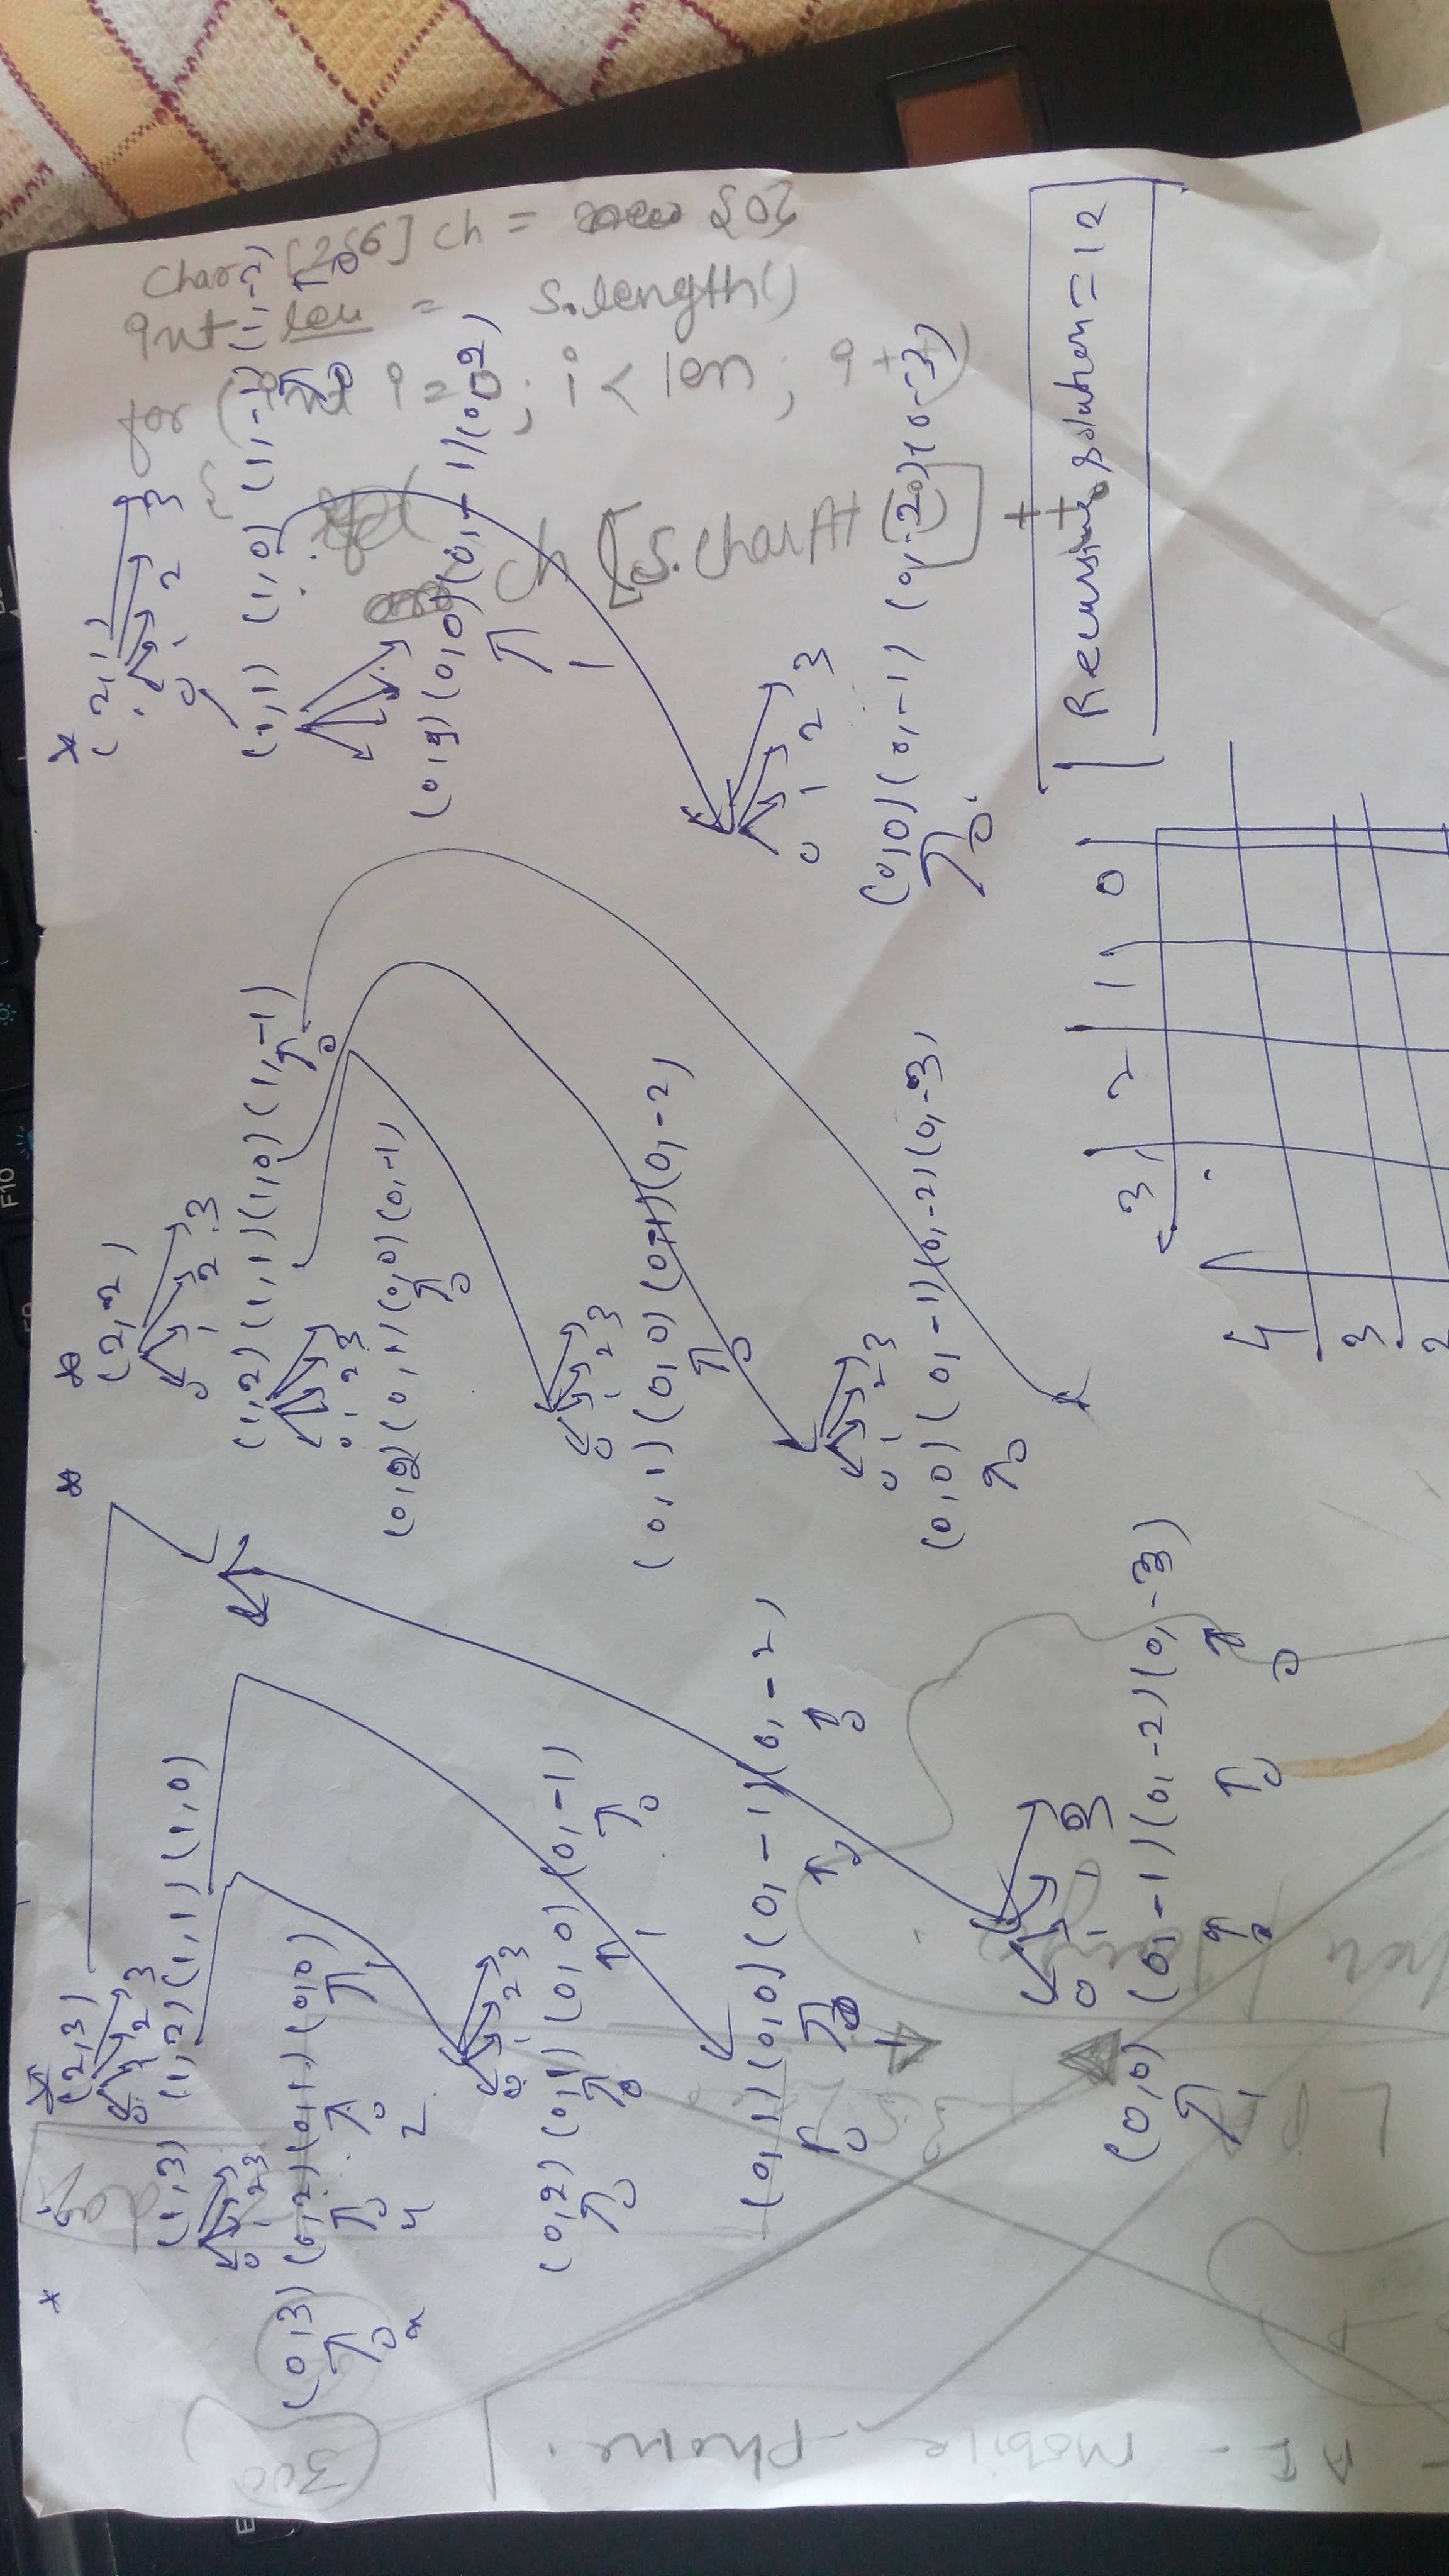 F10
(2,3)
0 1 2 3
(1,3) (1,2) (1,1) (1,0)
0 1 2 3
(0,3) (0,2) (0,1) (0,0)
0 0 0 1
4 2
0 1 2 3
(0,2) (0,1) (0,0) (0,-1)
0 0 1 0
(0,1) (0,0) (0,-1) (0,-2)
0 0 0
0 1 1 3
(0,0) (0,-1) (0,-2) (0,-3)
1 0 0 0
(2,2)
0 1 2 3
(1,2) (1,1) (1,0) (1,-1)
0
0 1 2 3
(0,2) (0,1) (0,0) (0,-1)
0
0 1 2 3
(0,1) (0,0) (0,-1) (0,-2)
0
0 1 2 3
(0,0) (0,-1) (0,-2) (0,-3)
0
(2,1)
0 1 2 3
(1,1) (1,0) (1,-1) (1,-2)
0 0
(0,1) (0,0) (0,-1) (0,-2)
1
0 1 2 3
(0,0) (0,-1) (0,-2) (0,-3)
0
Recursive solution = 12
3 2 1 0
4
3
2
char [256] ch = {0}
int len = s.length()
for (int i = 0; i < len; i++)
{
ch [s.charAt(i)]++
300
dog
AI - mobile - phone.